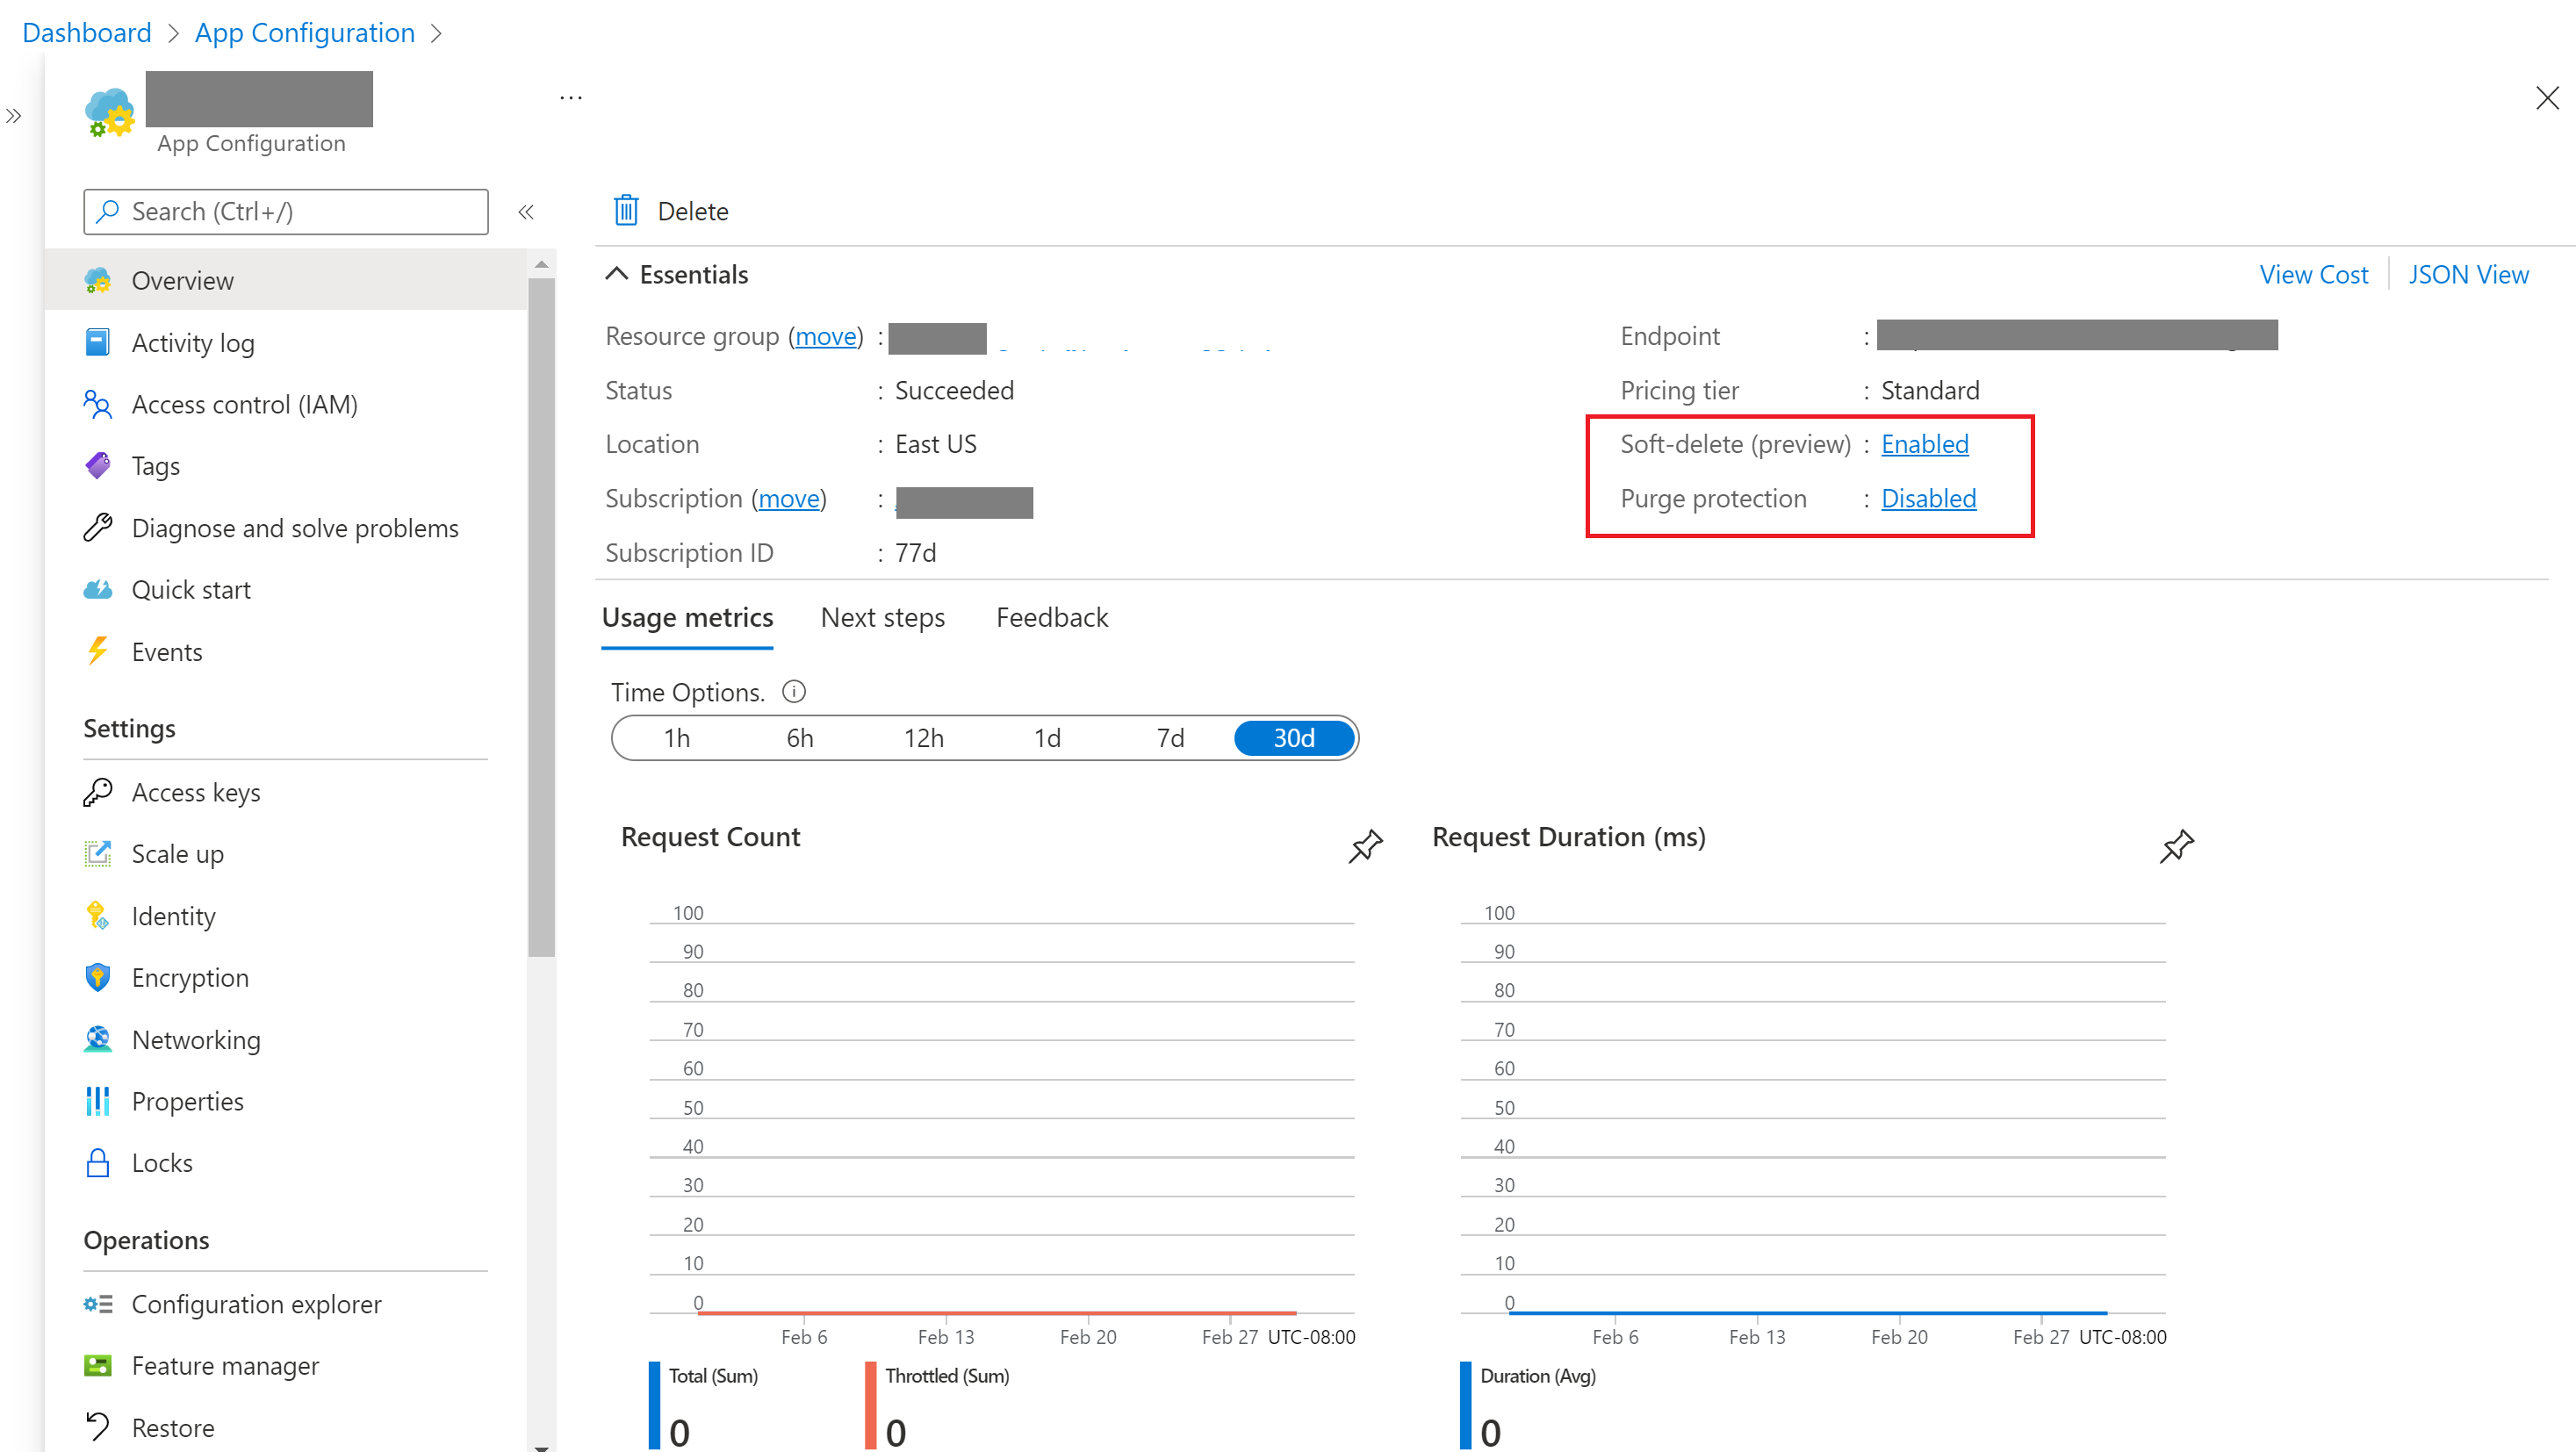 Dashboard > App Configuration >
...
App Configuration
Search (Ctrl+/)
Overview
Activity log
Access control (IAM)
Tags
Diagnose and solve problems
Quick start
Events
Settings
Access keys
Scale up
Identity
Encryption
Networking
Properties
Locks
Operations
Configuration explorer
Feature manager
Restore
Delete
Essentials
View Cost
JSON View
Resource group (move) :
Status : Succeeded
Location : East US
Subscription (move) :
Subscription ID : 77d
Endpoint :
Pricing tier : Standard
Soft-delete (preview) : Enabled
Purge protection : Disabled
Usage metrics
Next steps
Feedback
Time Options.
1h 6h 12h 1d 7d 30d
Request Count
100
90
80
70
60
50
40
30
20
10
0
Feb 6 Feb 13 Feb 20 Feb 27 UTC-08:00
Total (Sum)
0
Throttled (Sum)
0
Request Duration (ms)
100
90
80
70
60
50
40
30
20
10
0
Feb 6 Feb 13 Feb 20 Feb 27 UTC-08:00
Duration (Avg)
0